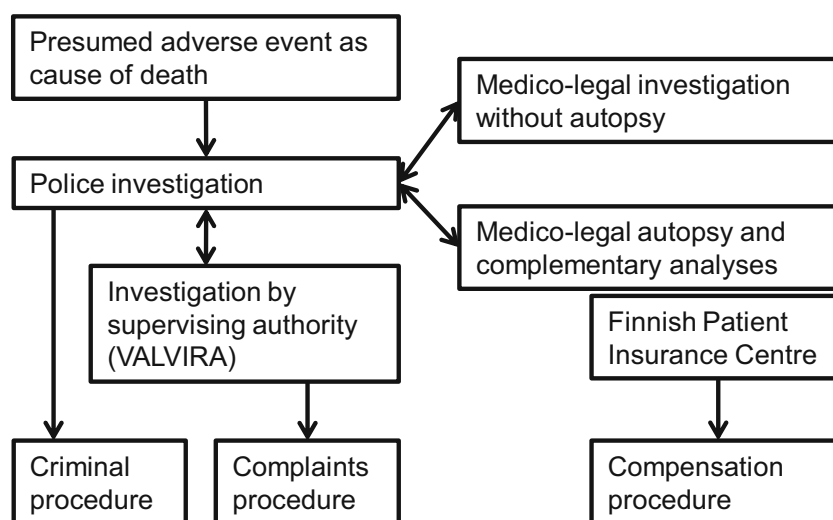 Presumed adverse event as
cause of death
Medico-legal investigation
without autopsy
Police investigation
Medico-legal autopsy and
complementary analyses
Investigation by
supervising authority
(VALVIRA)
Finnish Patient
Insurance Centre
Criminal
procedure
Complaints
procedure
Compensation
procedure